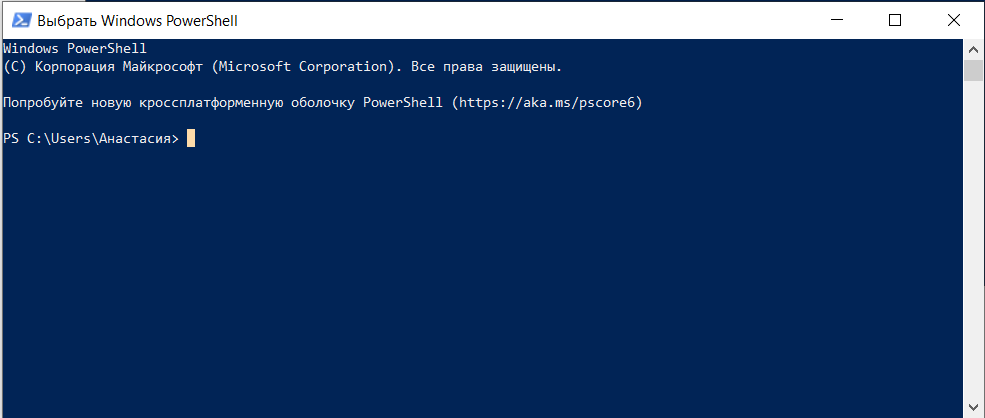 Выбрать Windows PowerShell
Windows PowerShell
(C) Корпорация Майкрософт (Microsoft Corporation). Все права защищены.
Попробуйте новую кроссплатформенную оболочку PowerShell (https://aka.ms/pscore6)
PS C:\Users\Анастасия>